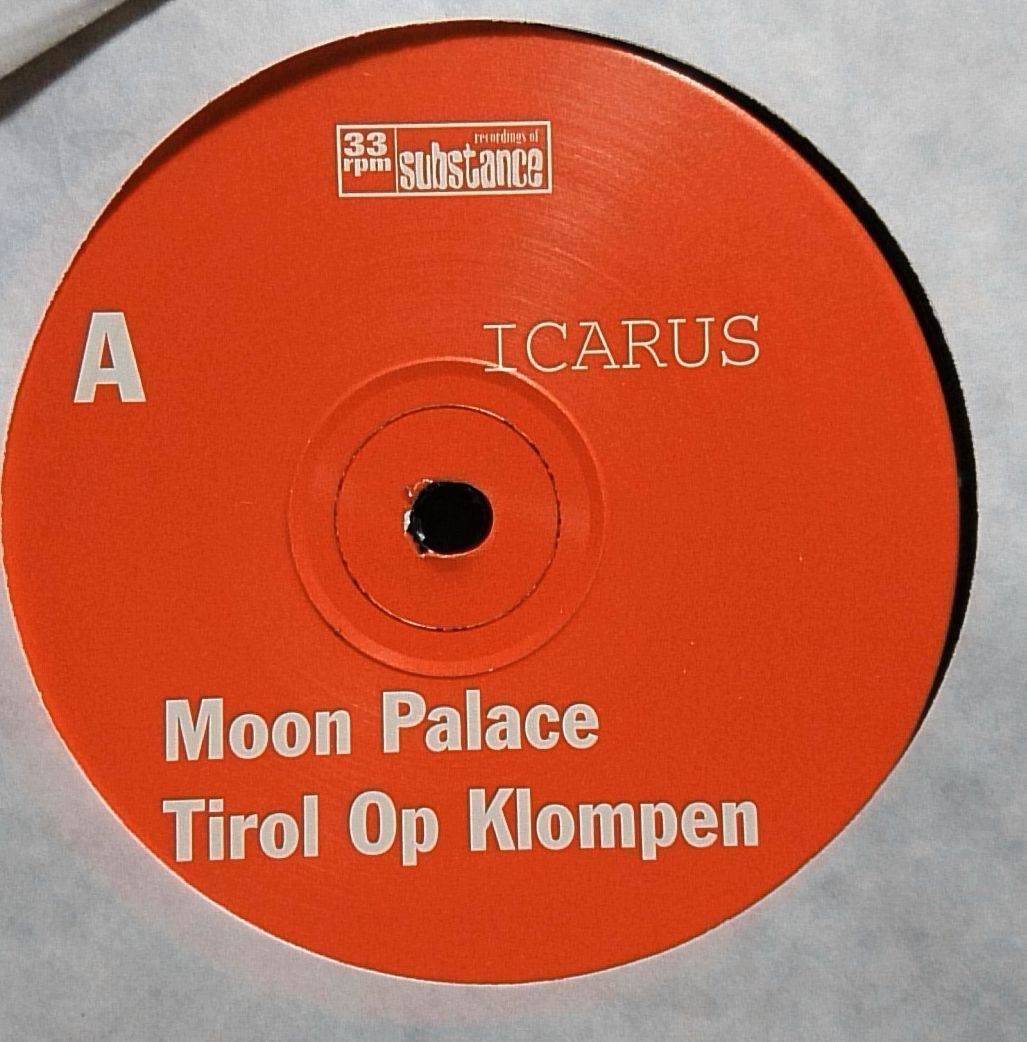 33
rpm
recordings of
substance
A
ICARUS
Moon Palace
Tirol Op Klompen